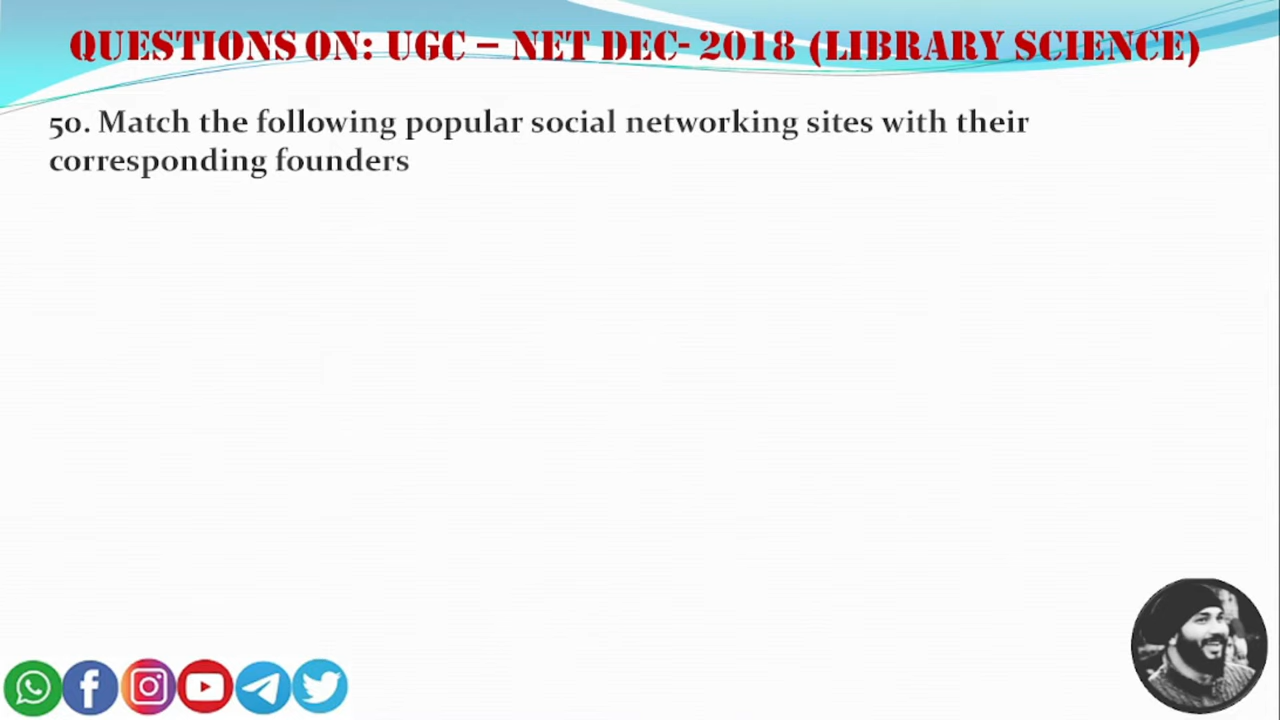 QUESTIONS ON: UGC – NET DEC- 2018 (LIBRARY SCIENCE)
50. Match the following popular social networking sites with their
corresponding founders